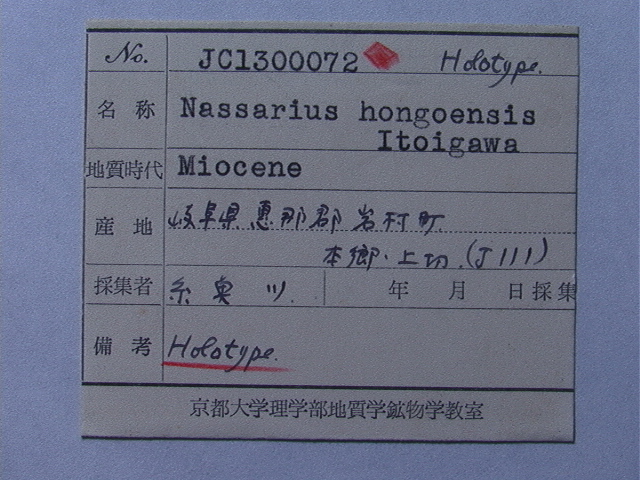 No. JC1300072 Holotype.
名称 Nassarius hongoensis
Itoigawa
地質時代 Miocene
産地 岐阜県恵那郡岩村町
本郷・上切.(J111)
採集者 糸 年 月 日採集
備考 Holotype.
京都大学理学部地質学鉱物学教室